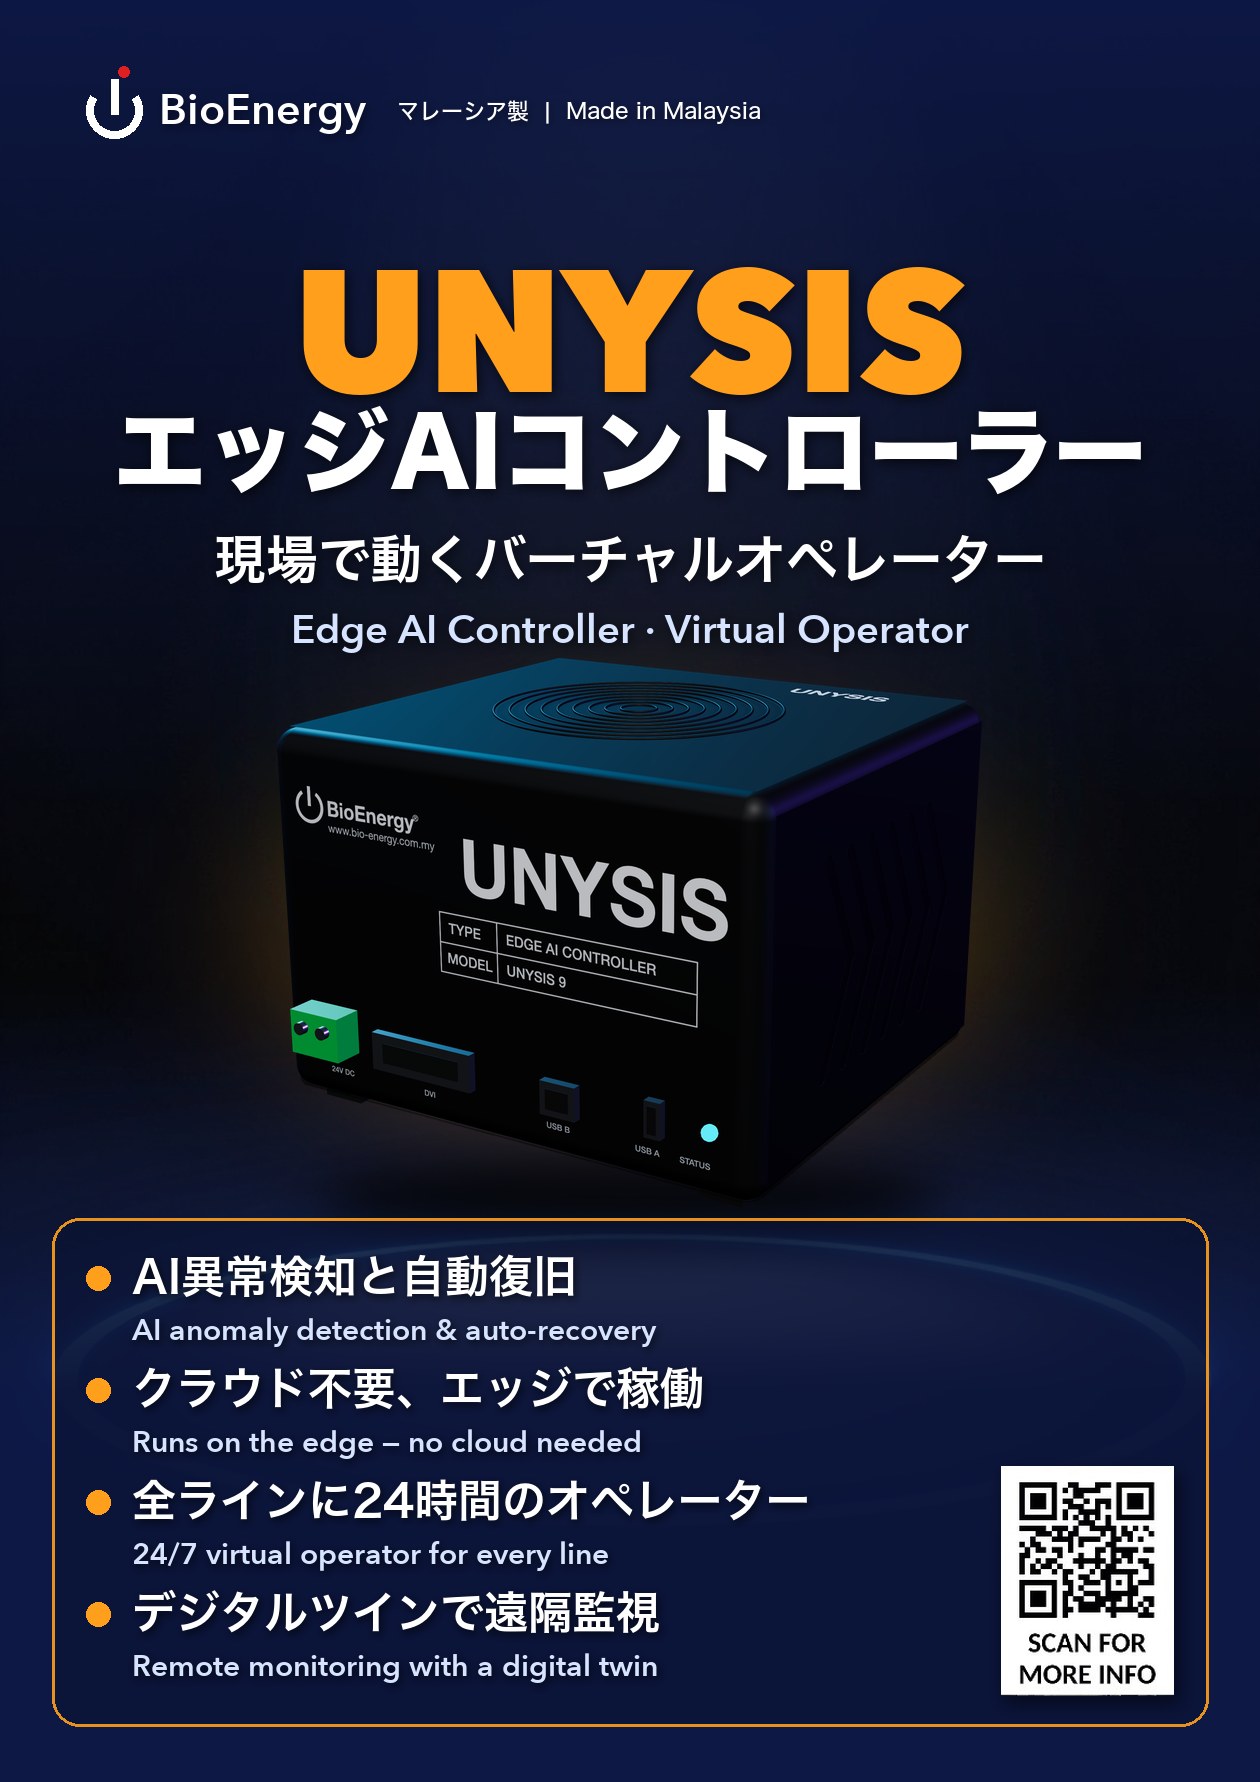 BioEnergy マレーシア製 | Made in Malaysia
UNYSIS
エッジAIコントローラー
現場で動くバーチャルオペレーター
Edge AI Controller · Virtual Operator
UNYSIS
BioEnergy®
www.bio-energy.com.my
UNYSIS
TYPE EDGE AI CONTROLLER
MODEL UNYSIS 9
24V DC
DVI
USB B
USB A
STATUS
AI異常検知と自動復旧
AI anomaly detection & auto-recovery
クラウド不要、エッジで稼働
Runs on the edge – no cloud needed
全ラインに24時間のオペレーター
24/7 virtual operator for every line
デジタルツインで遠隔監視
Remote monitoring with a digital twin
SCAN FOR
MORE INFO